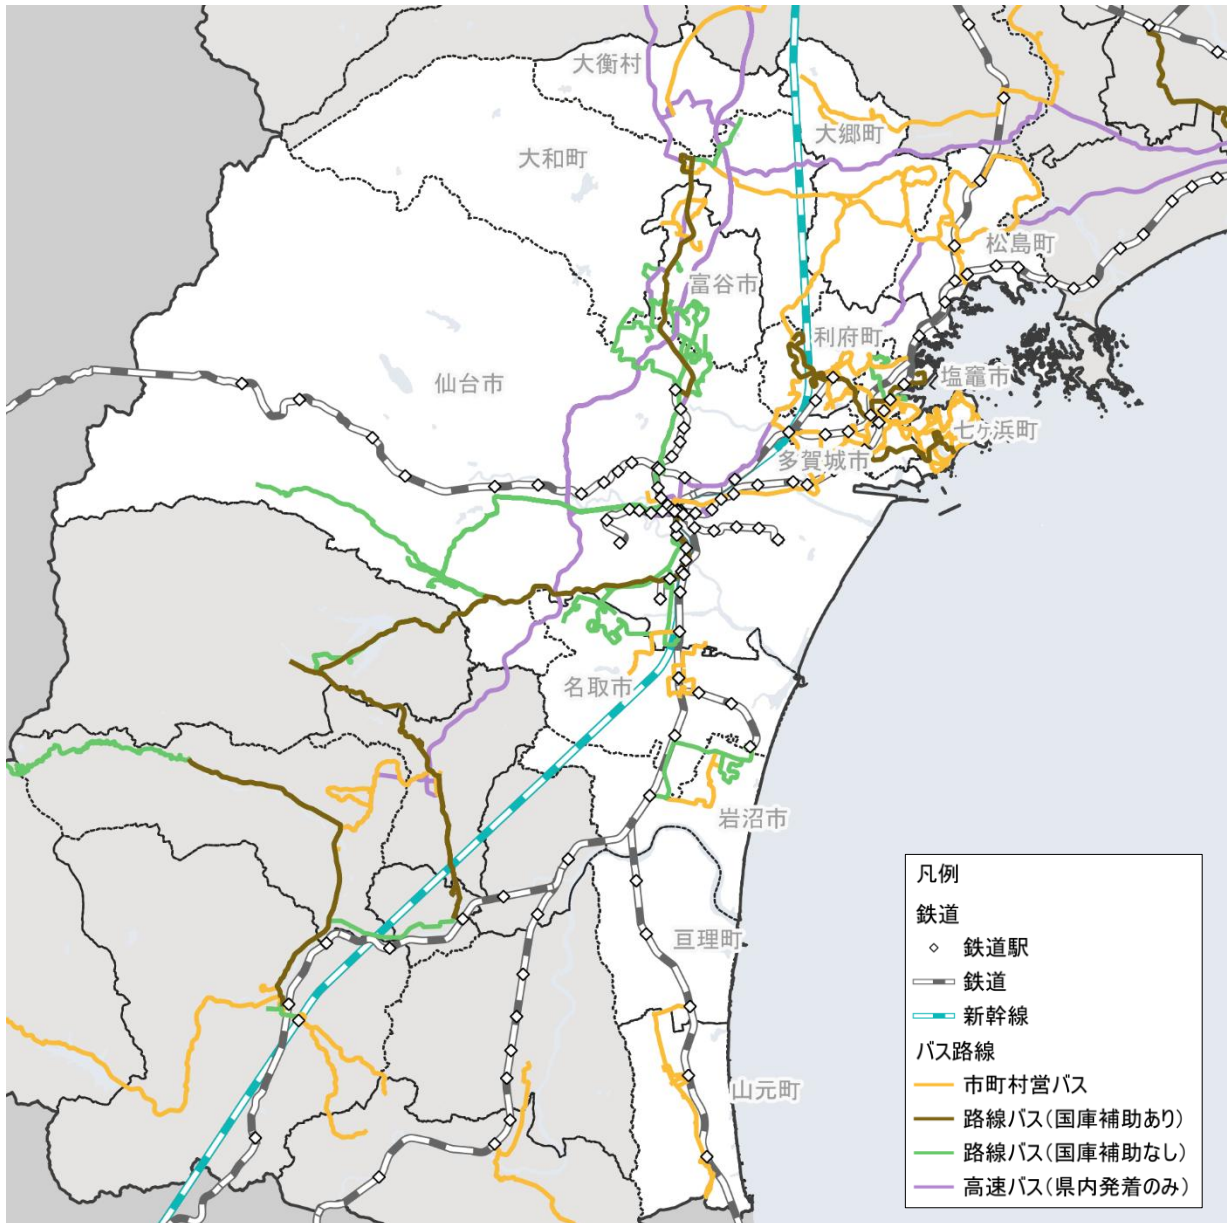 大衡村
大郷町
大和町
松島町
富谷市
利府町
仙台市
塩竈市
七ヶ浜町
多賀城市
名取市
岩沼市
亘理町
山元町
凡例
鉄道
鉄道駅
鉄道
新幹線
バス路線
市町村営バス
路線バス(国庫補助あり)
路線バス(国庫補助なし)
高速バス(県内発着のみ)